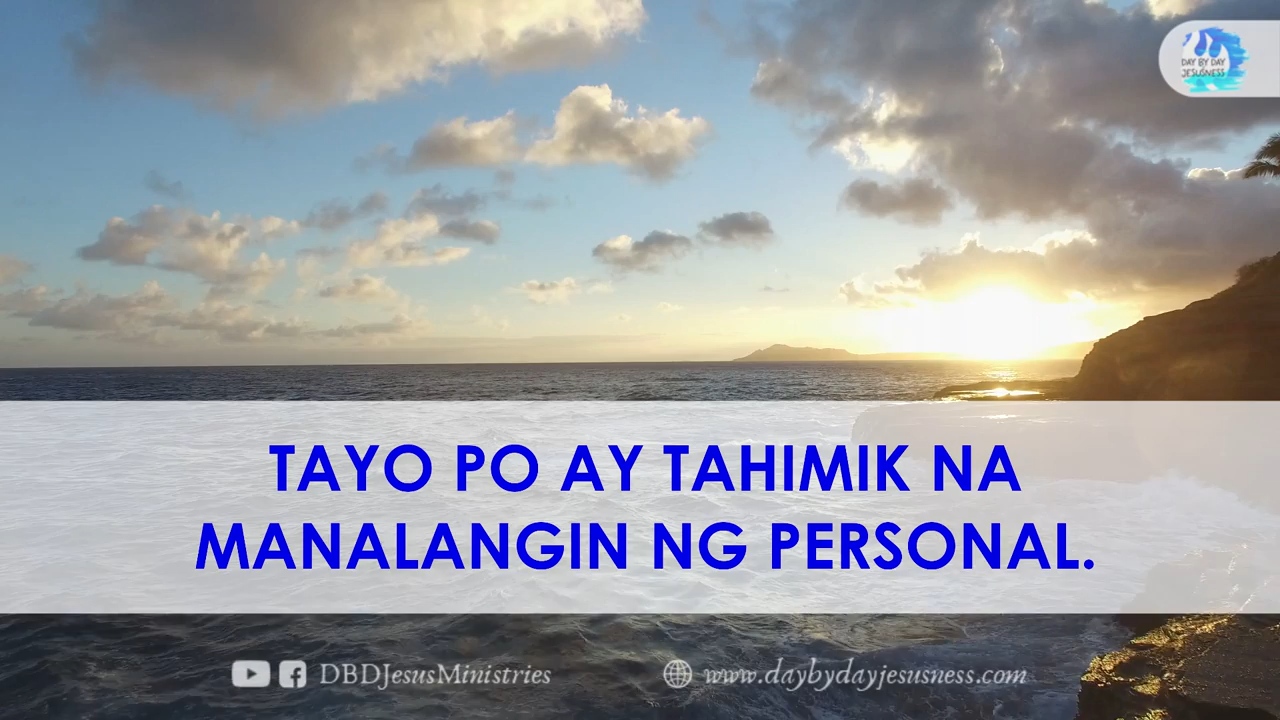 DAY BY DAY
JESUSNESS
TAYO PO AY TAHIMIK NA
MANALANGIN NG PERSONAL.
DBDJesusMinistries
www.daybydayjesusness.com